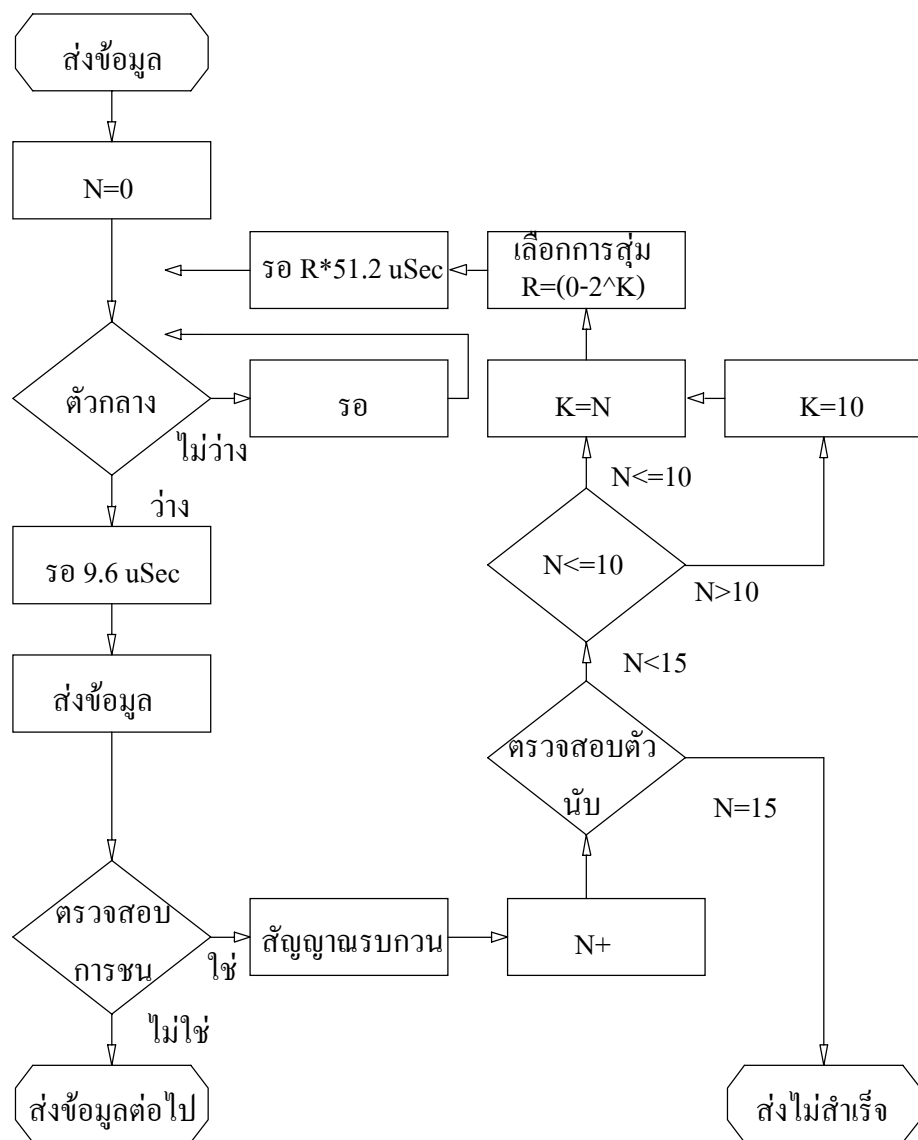 ส่งข้อมูล
N=0
รอ R*51.2 uSec
เลือกการสุ่ม
R=(0-2^K)
ตัวกลาง
รอ
ไม่ว่าง
K=N
K=10
ว่าง
N<=10
รอ 9.6 uSec
N<=10
N>10
ส่งข้อมูล
N<15
ตรวจสอบตัว
นับ
N=15
ตรวจสอบ
การชน
ใช่
สัญญาณรบกวน
N+
ไม่ใช่
ส่งข้อมูลต่อไป
ส่งไม่สำเร็จ